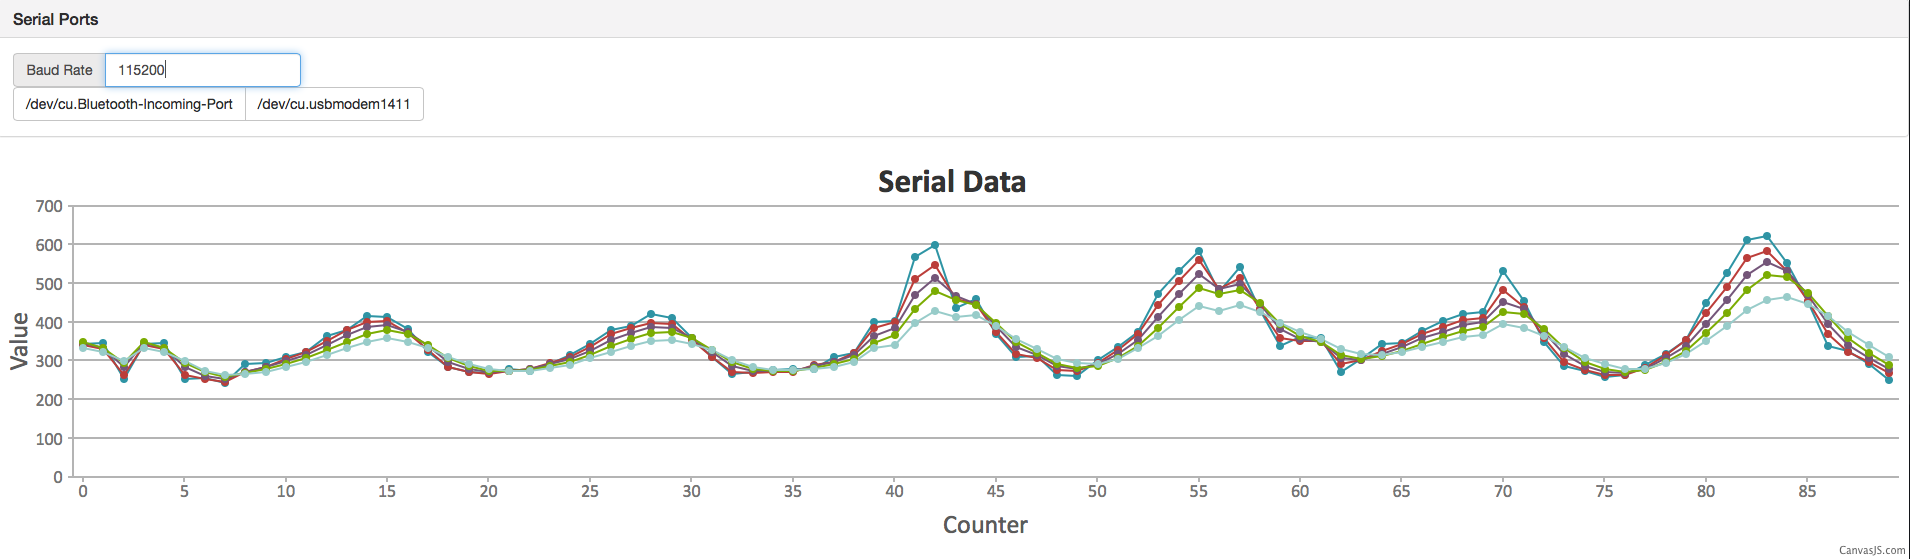 Serial Ports
Baud Rate 115200
/dev/cu.Bluetooth-Incoming-Port /dev/cu.usbmodem1411
Serial Data
700
600
500
400
300
200
100
0
Value
0 5 10 15 20 25 30 35 40 45 50 55 60 65 70 75 80 85
Counter
CanvasJS.com